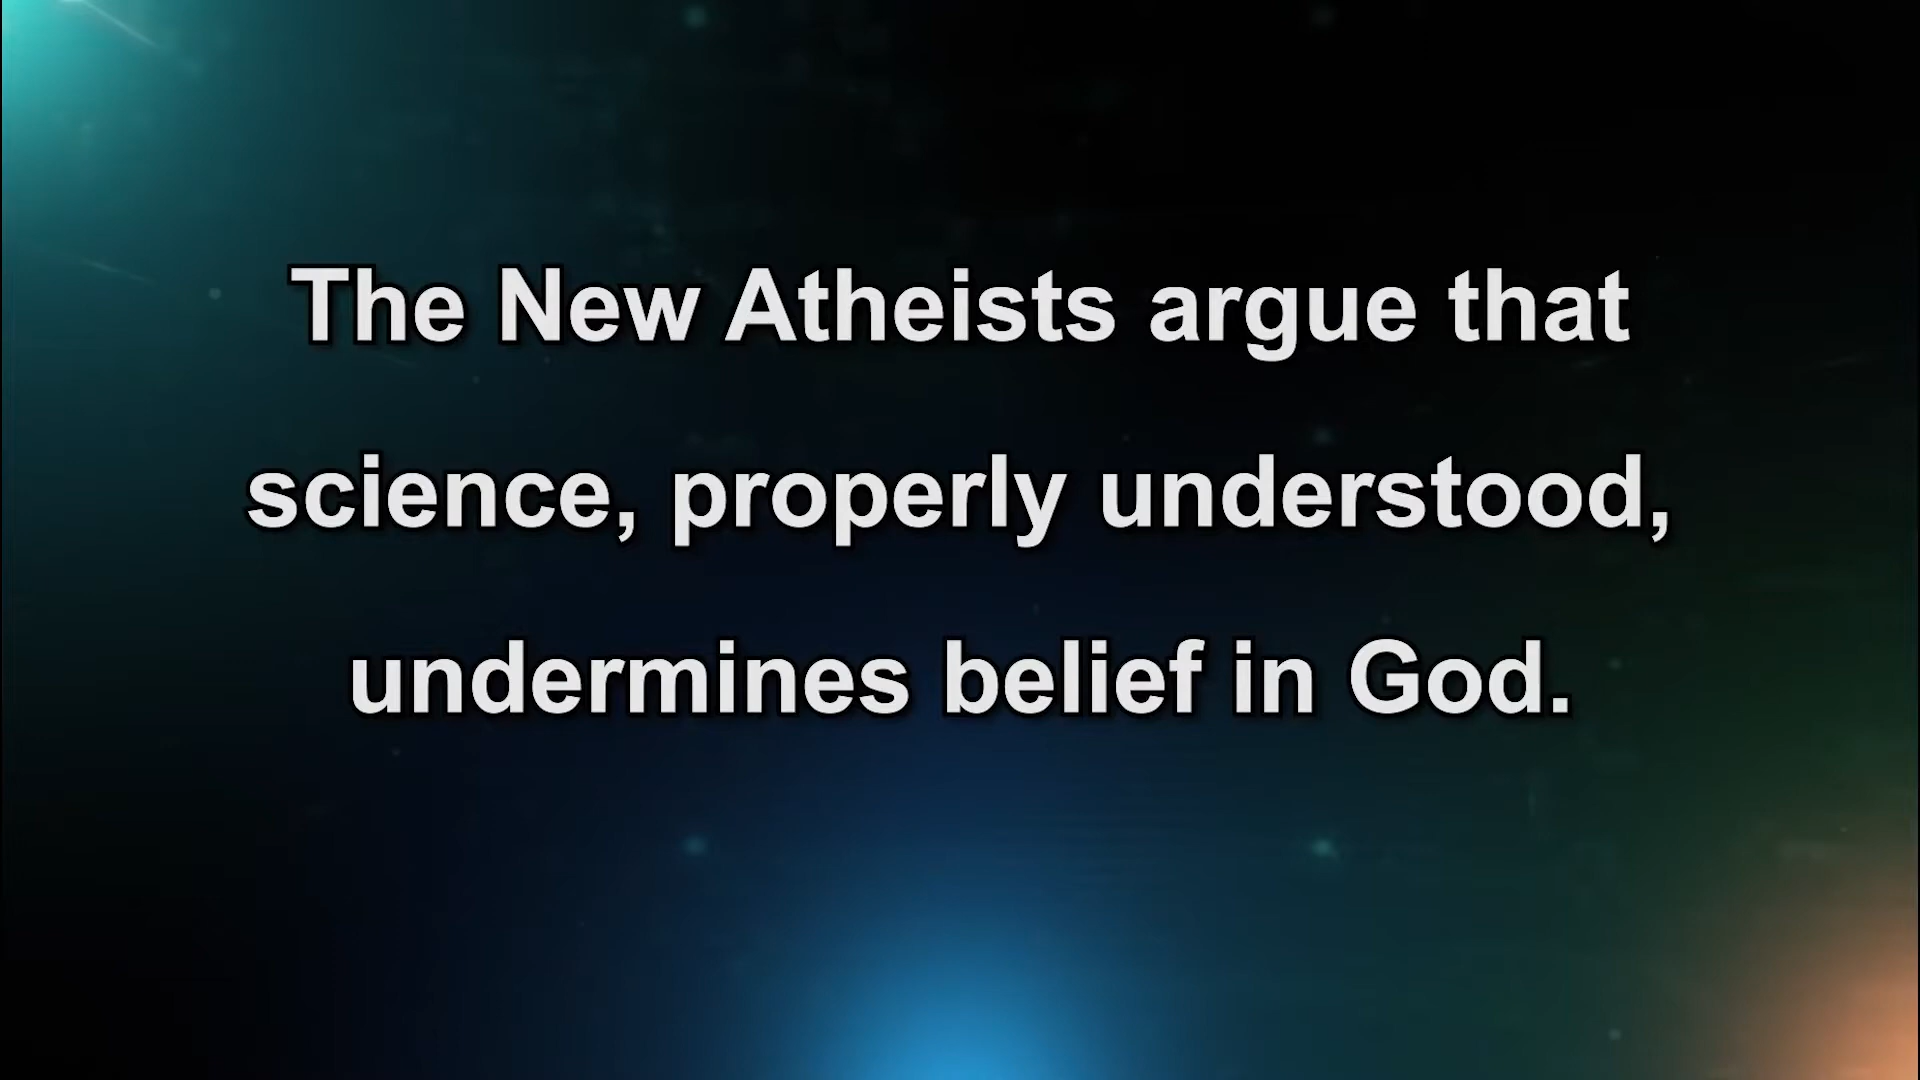 The New Atheists argue that
science, properly understood,
undermines belief in God.